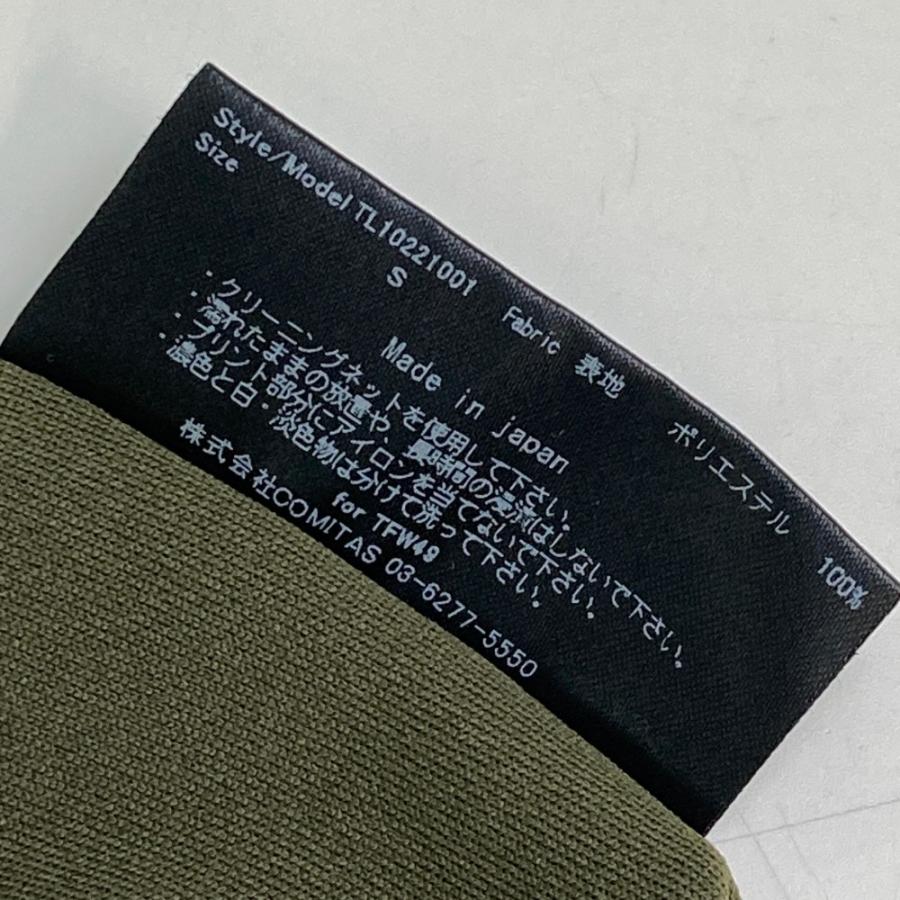 Style/Model TL10221001
Size S
Fabric 表地 ポリエステル 100%
Made in japan
・クリーニングネットを使用して下さい。
・濡れたままの放置や、長時間の浸漬はしないで下さい。
・プリント部分にアイロンを当てないで下さい。
・濃色と白・淡色物は分けて洗って下さい。
for TFW49
株式会社COMITAS 03-6277-5550